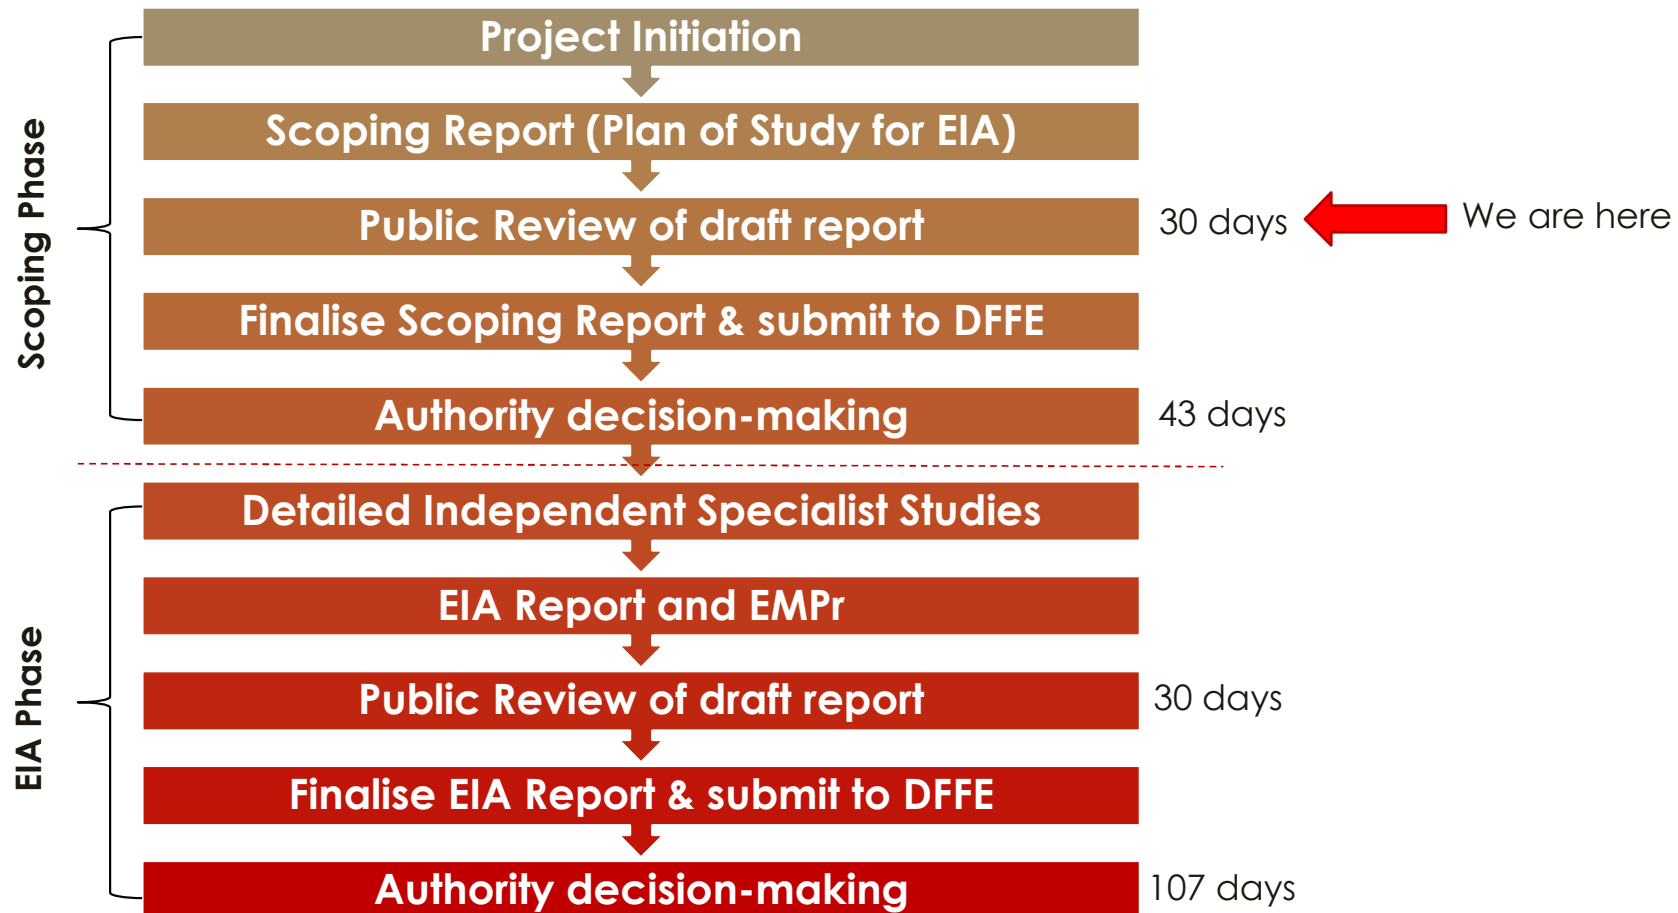 Scoping Phase
Project Initiation
Scoping Report (Plan of Study for EIA)
Public Review of draft report
30 days
We are here
Finalise Scoping Report & submit to DFFE
Authority decision-making
43 days
EIA Phase
Detailed Independent Specialist Studies
EIA Report and EMPr
Public Review of draft report
30 days
Finalise EIA Report & submit to DFFE
Authority decision-making
107 days